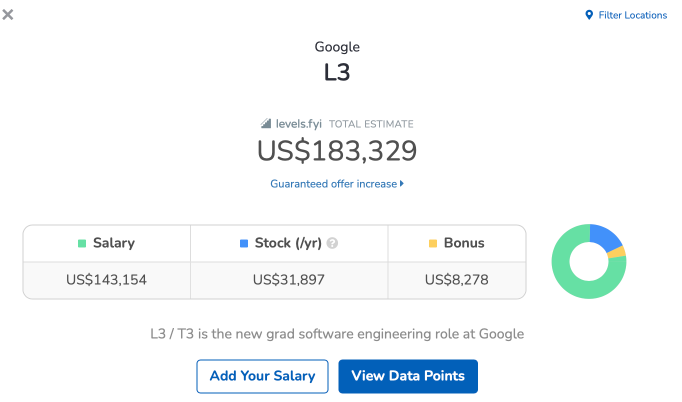 Filter Locations
Google
L3
levels.fyi TOTAL ESTIMATE
US$183,329
Guaranteed offer increase
Salary Stock (/yr) ? Bonus
US$143,154 US$31,897 US$8,278
L3 / T3 is the new grad software engineering role at Google
Add Your Salary View Data Points